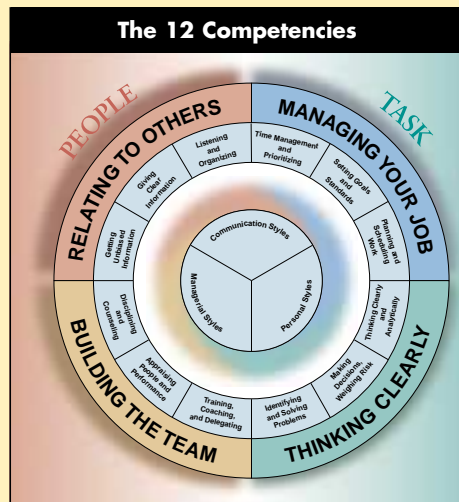 The 12 Competencies
PEOPLE
TASK
RELATING TO OTHERS
MANAGING YOUR JOB
Getting
Unbiased
Information
Giving
Clear
Information
Listening
and
Organizing
Time Management
and
Prioritizing
Setting Goals
and
Standards
Planning and
Scheduling
Work
Communication Styles
Managerial Styles
Personal Styles
Disciplining
and
Counseling
Appraising
People and
Performance
Training,
Coaching,
and Delegating
Identifying
and Solving
Problems
Making
Decisions,
Weighing Risk
Thinking Clearly
and
Analytically
BUILDING THE TEAM
THINKING CLEARLY